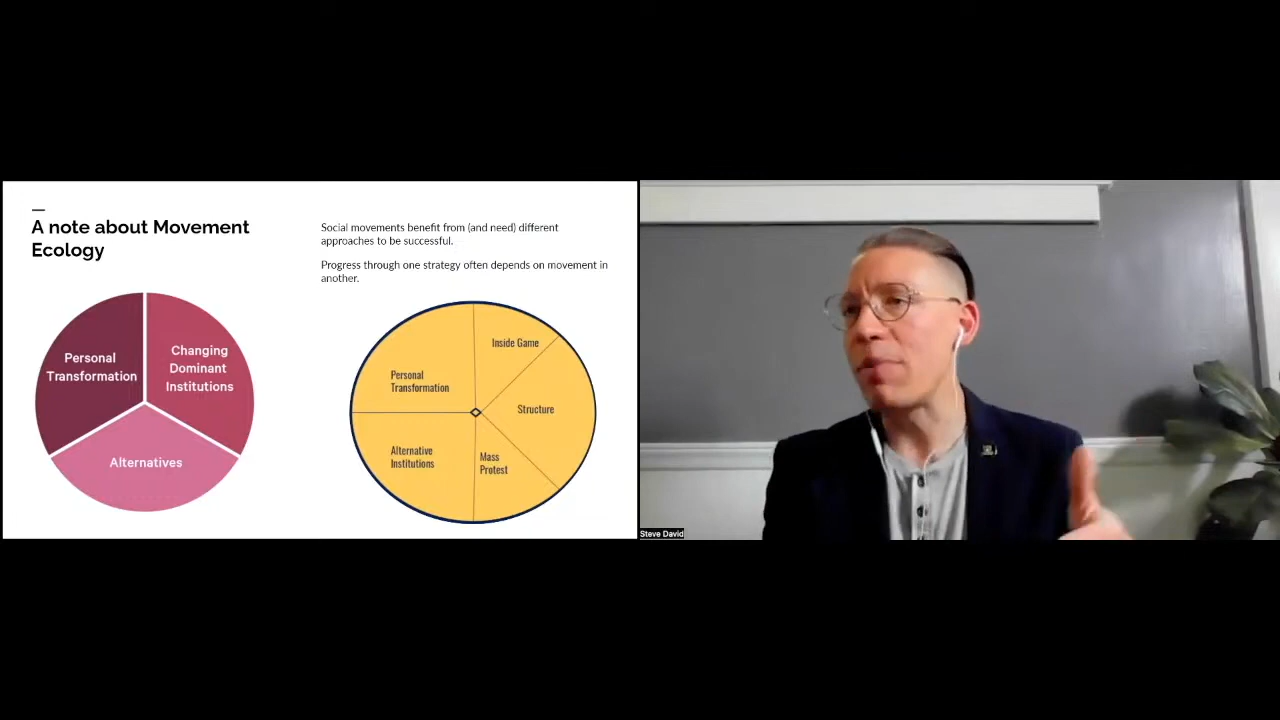 A note about Movement
Ecology
Social movements benefit from (and need) different
approaches to be successful.
Progress through one strategy often depends on movement in
another.
Personal
Transformation
Changing
Dominant
Institutions
Alternatives
Inside Game
Personal
Transformation
Structure
Alternative
Institutions
Mass
Protest
Steve David